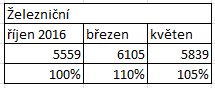 Železniční
říjen 2016 březen květen
5559 6105 5839
100% 110% 105%